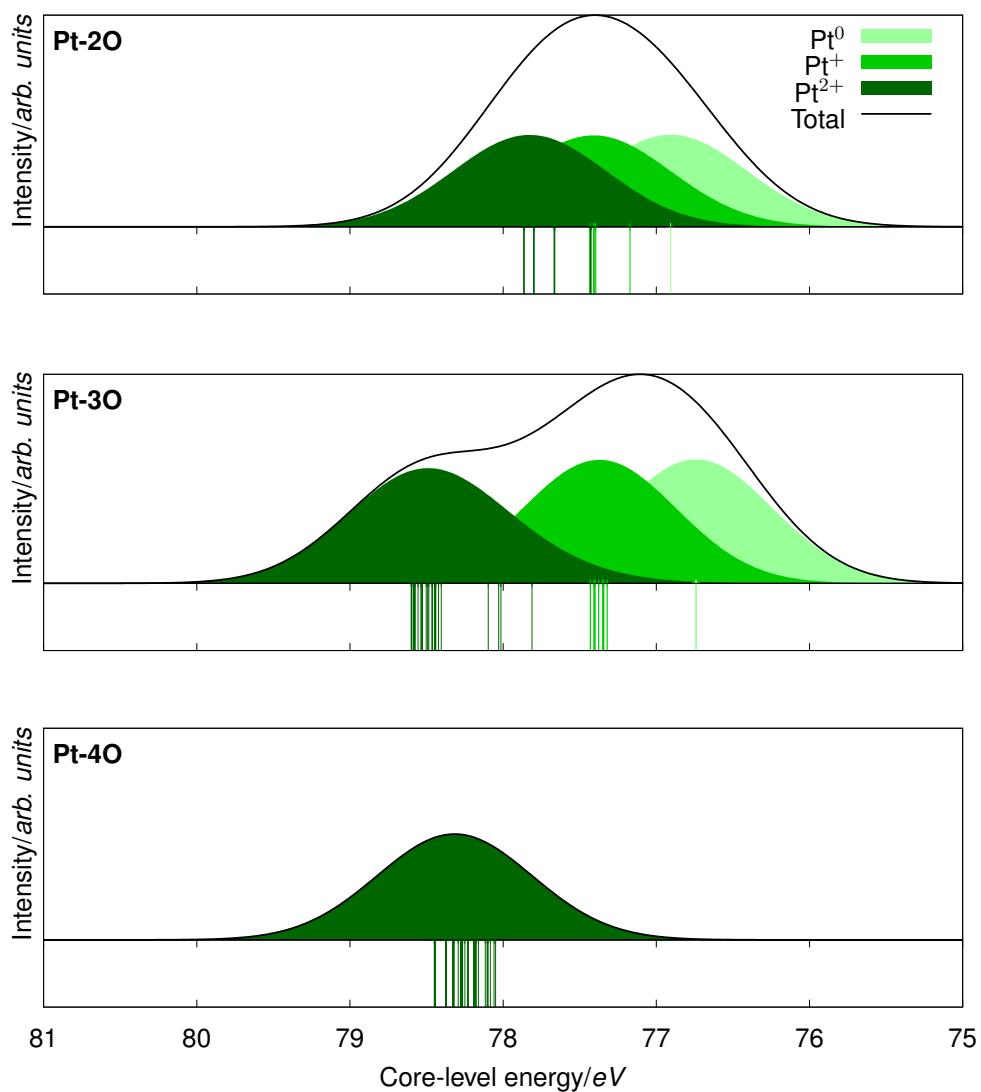 Pt-2O
Pt⁰
Pt⁺
Pt²⁺
Total
Intensity/arb. units
Pt-3O
Intensity/arb. units
Pt-4O
Intensity/arb. units
81 80 79 78 77 76 75
Core-level energy/eV